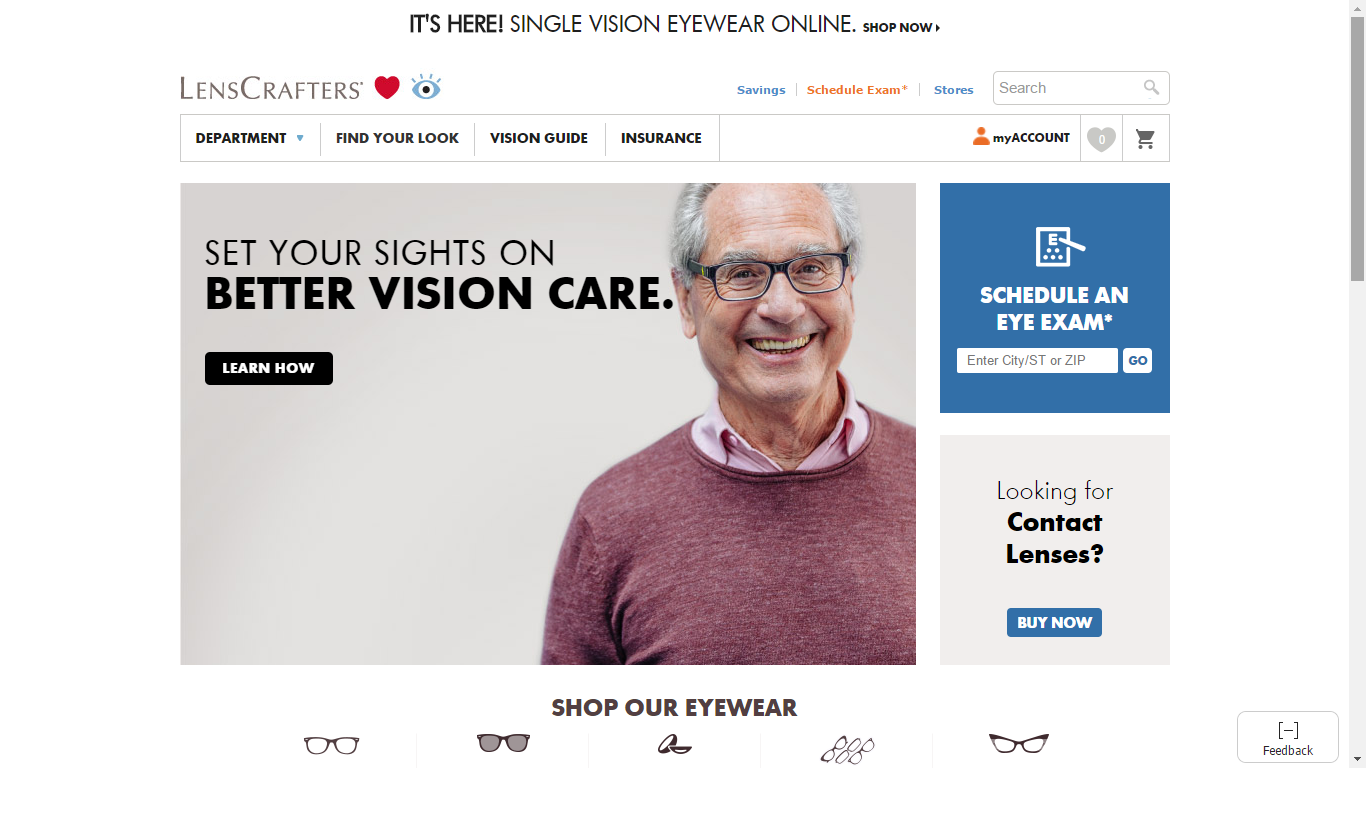 IT'S HERE! SINGLE VISION EYEWEAR ONLINE. SHOP NOW
LENSCRAFTERS
Savings
Schedule Exam*
Stores
Search
DEPARTMENT
FIND YOUR LOOK
VISION GUIDE
INSURANCE
myACCOUNT
0
SET YOUR SIGHTS ON
BETTER VISION CARE.
LEARN HOW
E
SCHEDULE AN
EYE EXAM*
Enter City/ST or ZIP
GO
Looking for
Contact
Lenses?
BUY NOW
SHOP OUR EYEWEAR
[–]
Feedback